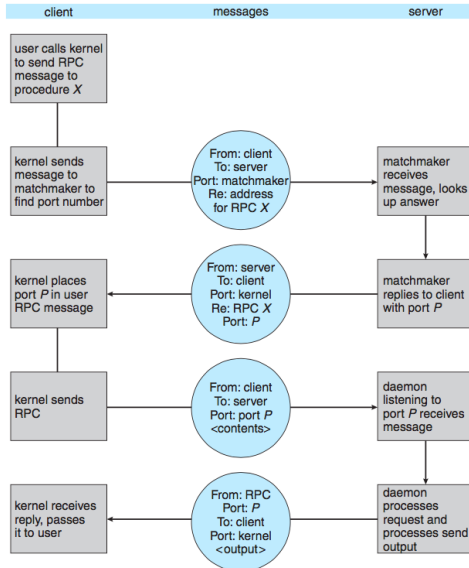 client
messages
server
user calls kernel
to send RPC
message to
procedure X
kernel sends
message to
matchmaker to
find port number
From: client
To: server
Port: matchmaker
Re: address
for RPC X
matchmaker
receives
message, looks
up answer
kernel places
port P in user
RPC message
From: server
To: client
Port: kernel
Re: RPC X
Port: P
matchmaker
replies to client
with port P
kernel sends
RPC
From: client
To: server
Port: port P
<contents>
daemon
listening to
port P receives
message
kernel receives
reply, passes
it to user
From: RPC
Port: P
To: client
Port: kernel
<output>
daemon
processes
request and
processes send
output